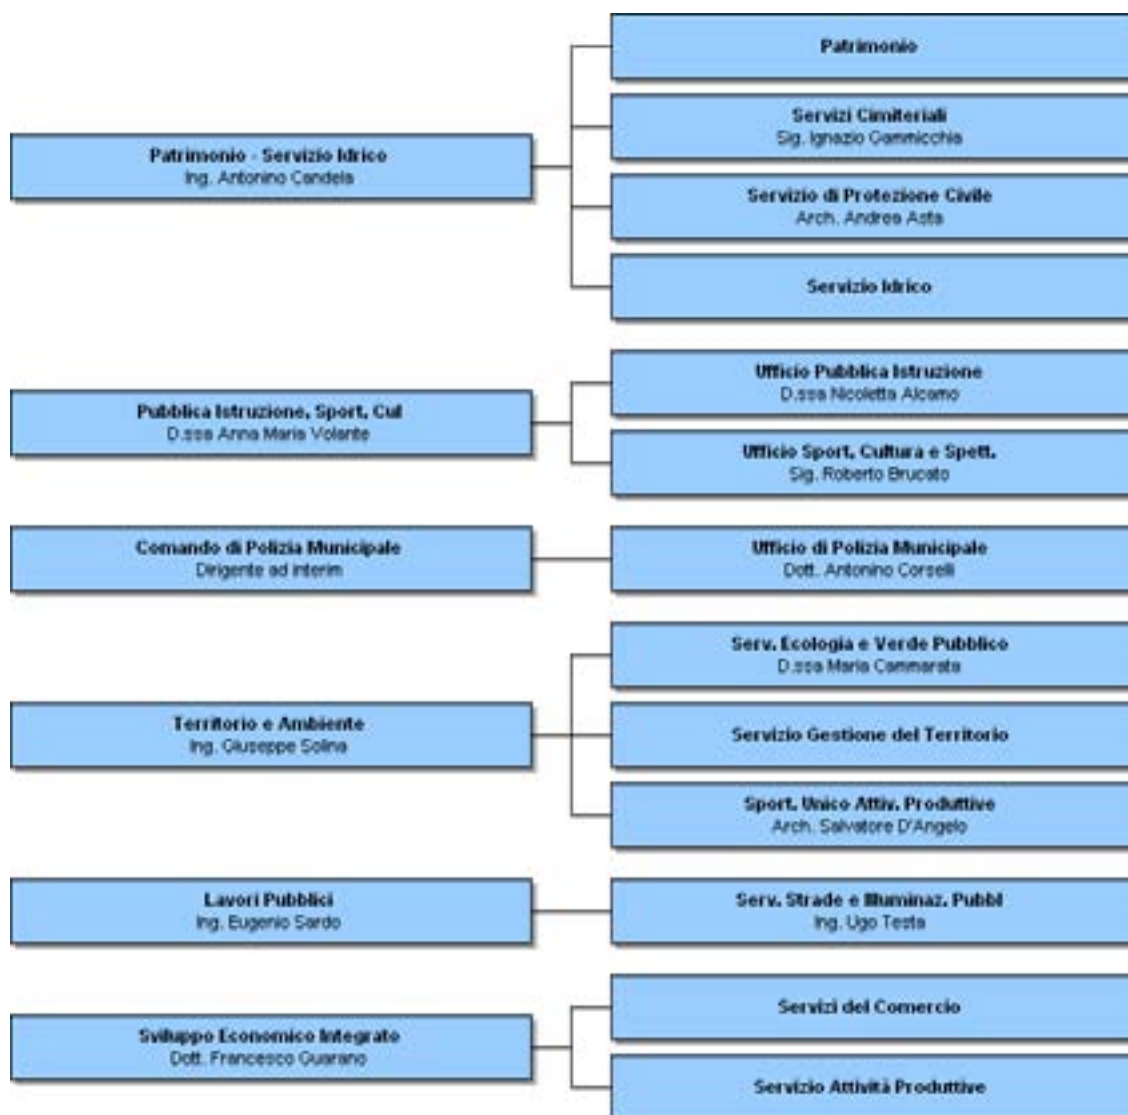 Patrimonio - Servizio Idrico
Ing. Antonino Candela
Patrimonio
Servizi Cimiteriali
Sig. Ignazio Gammicchia
Servizio di Protezione Civile
Arch. Andrea Asta
Servizio Idrico
Pubblica Istruzione, Sport, Cul
D.ssa Anna Maria Volante
Ufficio Pubblica Istruzione
D.ssa Nicoletta Alcamo
Ufficio Sport, Cultura e Spett.
Sig. Roberto Brucato
Comando di Polizia Municipale
Dirigente ad interim
Ufficio di Polizia Municipale
Dott. Antonino Corselli
Territorio e Ambiente
Ing. Giuseppe Solina
Serv. Ecologia e Verde Pubblico
D.ssa Maria Cammarata
Servizio Gestione del Territorio
Sport. Unico Attiv. Produttive
Arch. Salvatore D'Angelo
Lavori Pubblici
Ing. Eugenio Sardo
Serv. Strade e Illuminaz. Pubbl
Ing. Ugo Testa
Sviluppo Economico Integrato
Dott. Francesco Guarano
Servizi del Comercio
Servizio Attività Produttive